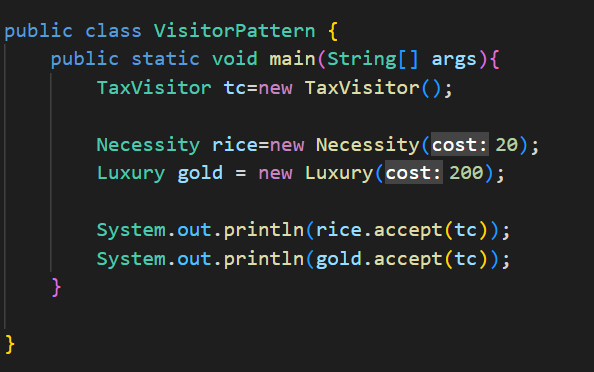 public class VisitorPattern {
public static void main(String[] args){
TaxVisitor tc=new TaxVisitor();
Necessity rice=new Necessity(cost: 20);
Luxury gold = new Luxury(cost: 200);
System.out.println(rice.accept(tc));
System.out.println(gold.accept(tc));
}
}